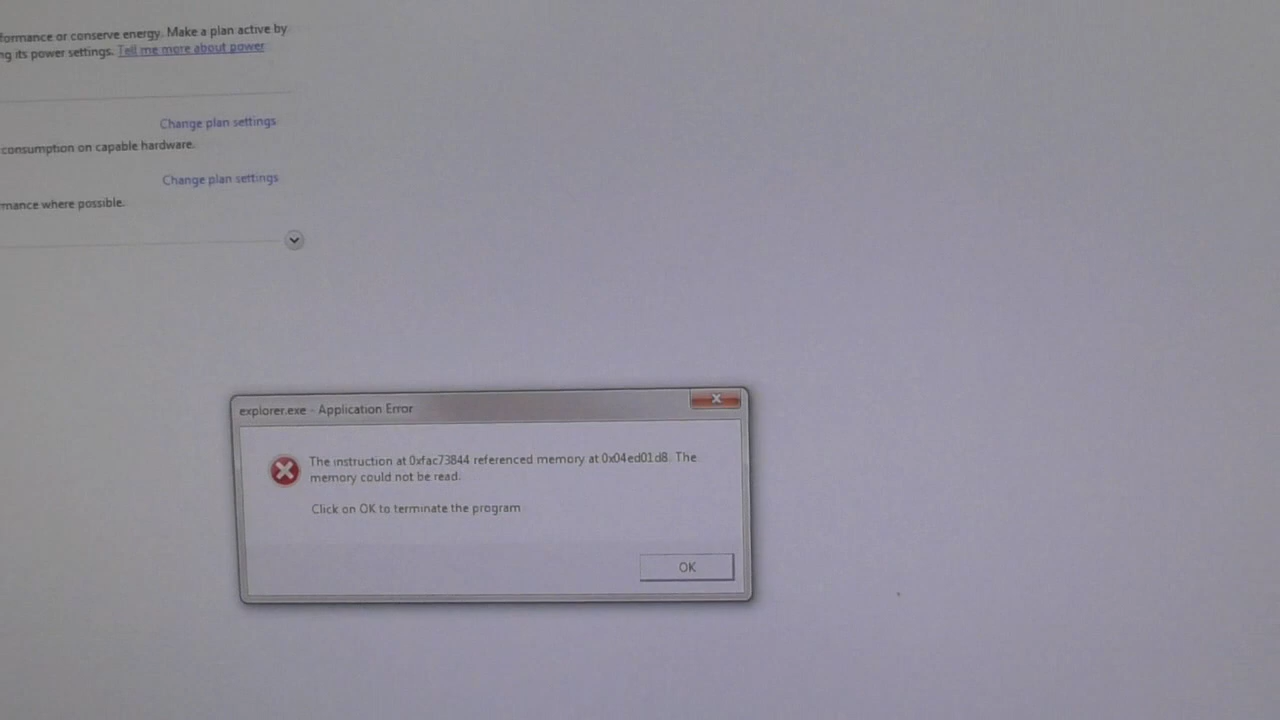 formance or conserve energy. Make a plan active by
ng its power settings. Tell me more about power
Change plan settings
consumption on capable hardware.
Change plan settings
rmance where possible.
explorer.exe - Application Error
The instruction at 0xfac73844 referenced memory at 0x04ed01d8. The
memory could not be read.
Click on OK to terminate the program
OK